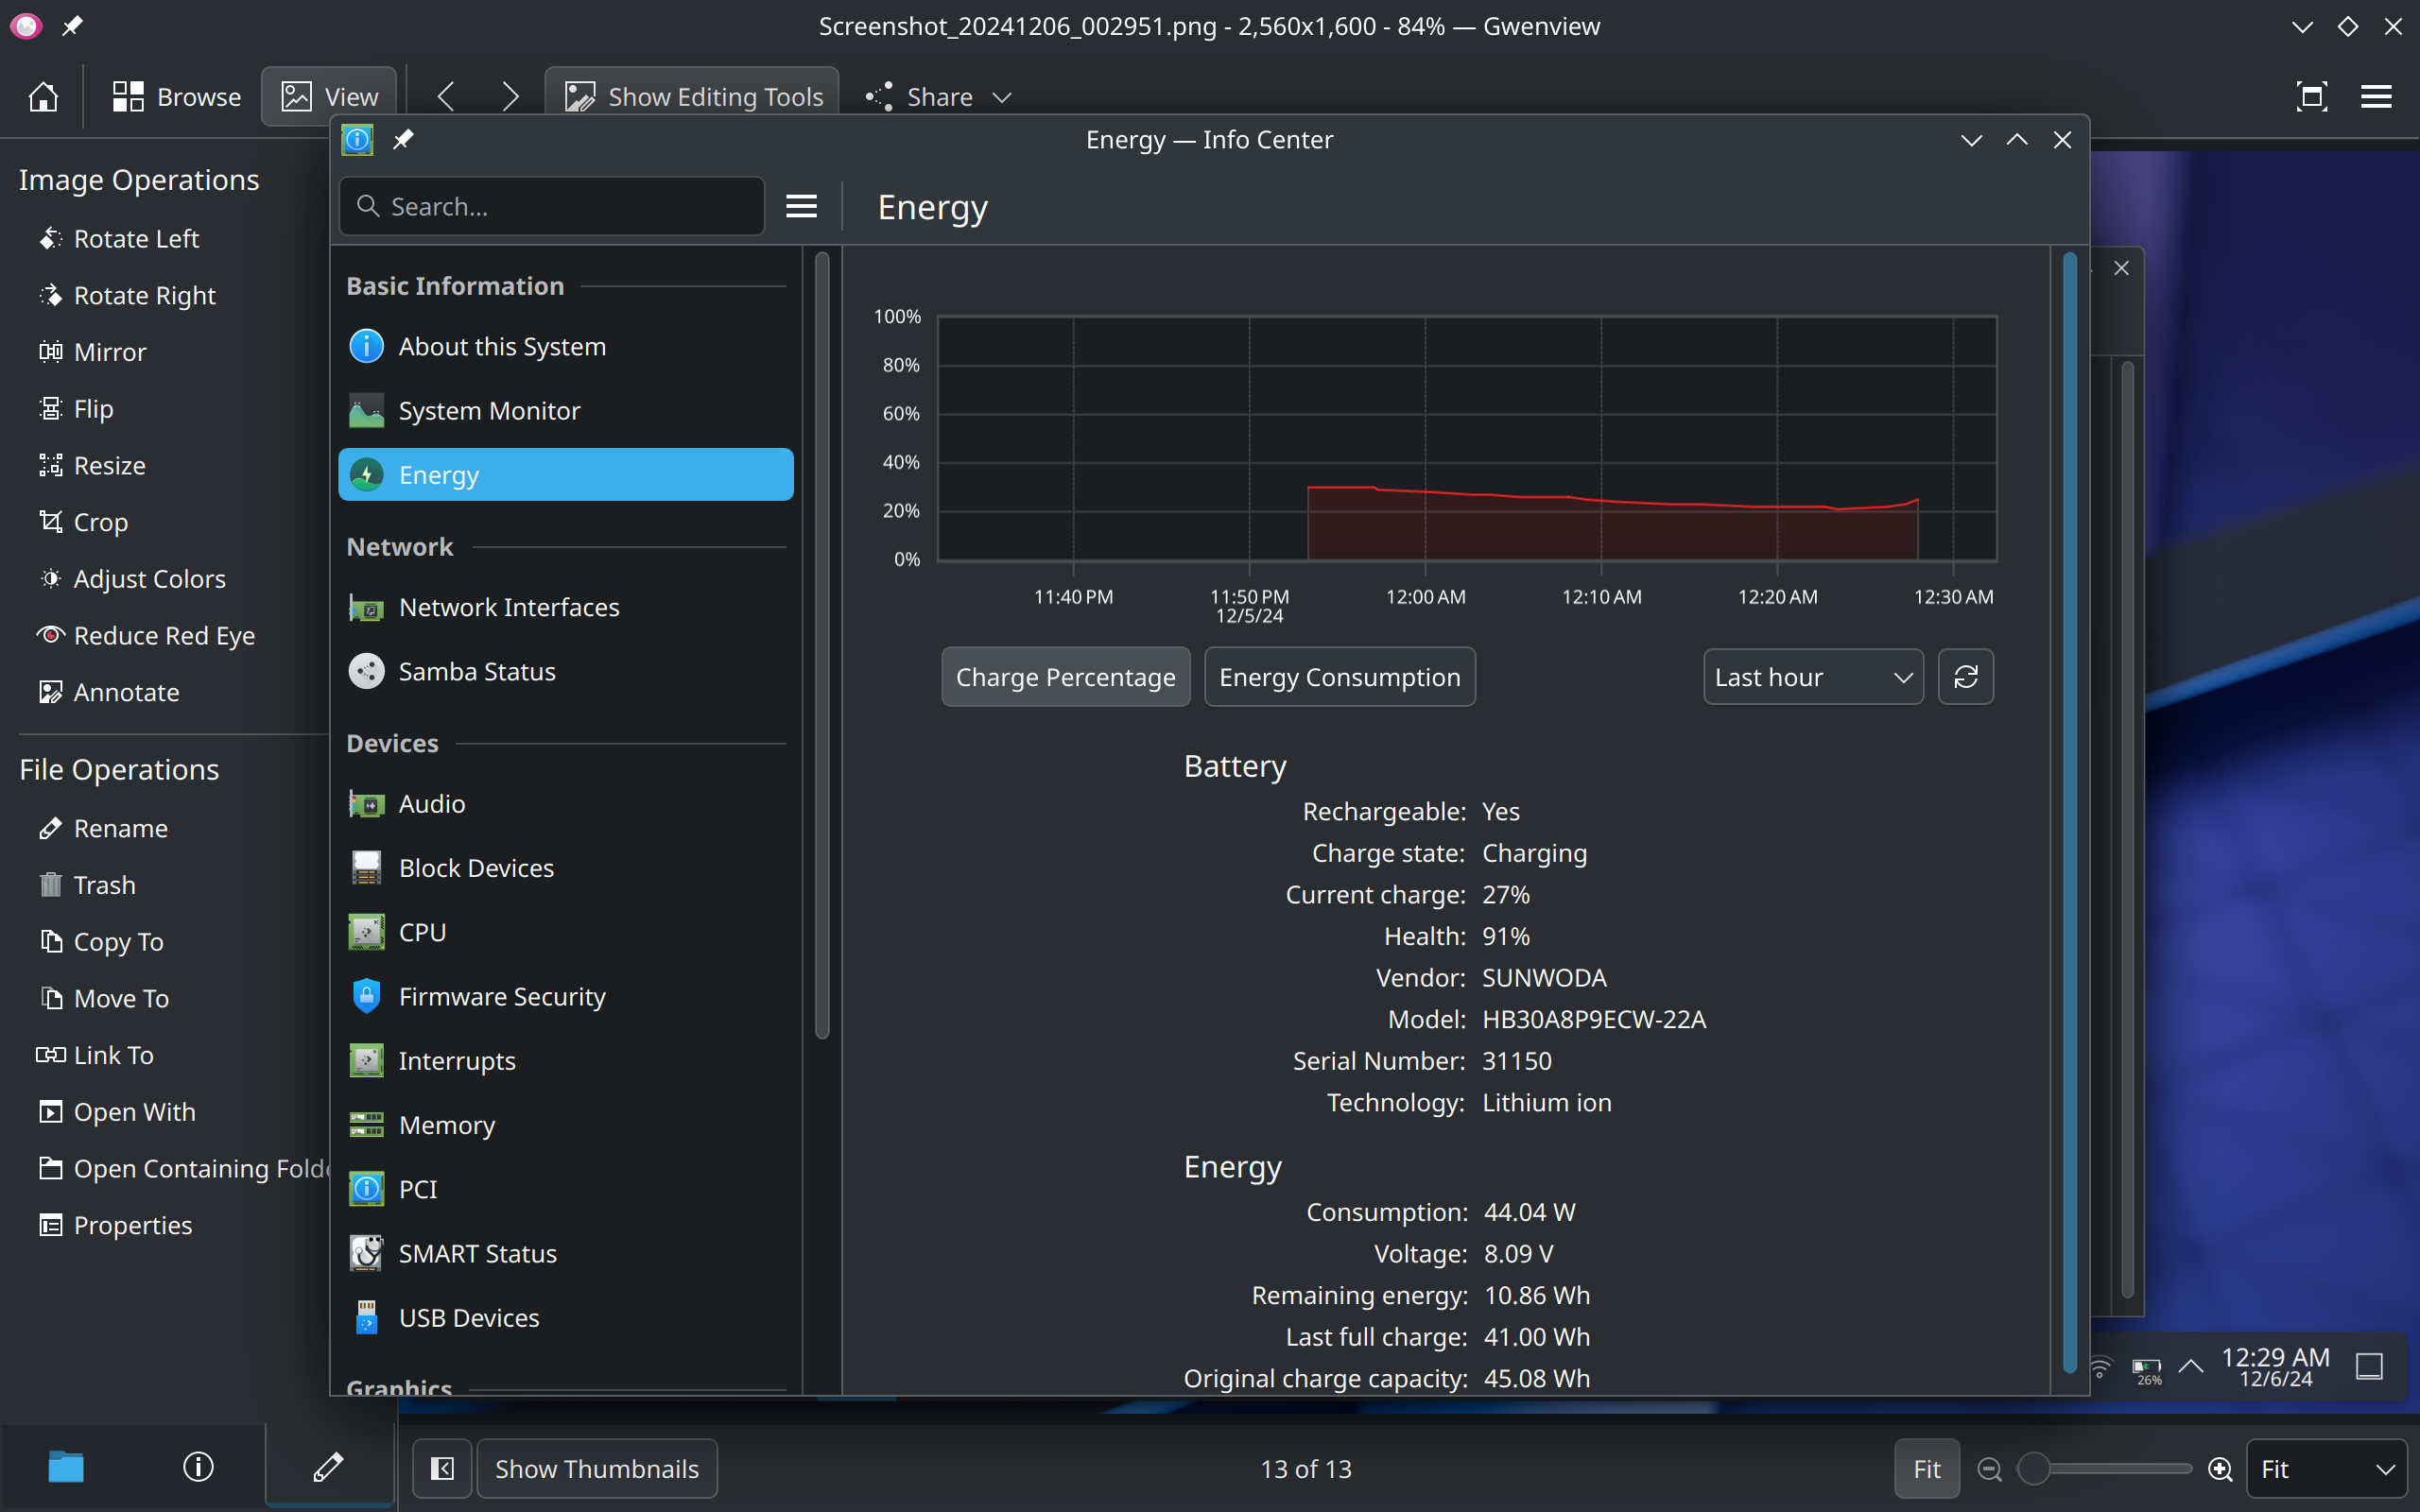 Screenshot_20241206_002951.png - 2,560x1,600 - 84% — Gwenview
Browse
View
Show Editing Tools
Share
Image Operations
Rotate Left
Rotate Right
Mirror
Flip
Resize
Crop
Adjust Colors
Reduce Red Eye
Annotate
File Operations
Rename
Trash
Copy To
Move To
Link To
Open With
Open Containing Folde
Properties
Energy — Info Center
Search...
Energy
Basic Information
About this System
System Monitor
Energy
Network
Network Interfaces
Samba Status
Devices
Audio
Block Devices
CPU
Firmware Security
Interrupts
Memory
PCI
SMART Status
USB Devices
Graphics
100%
80%
60%
40%
20%
0%
11:40 PM
11:50 PM
12/5/24
12:00 AM
12:10 AM
12:20 AM
12:30 AM
Charge Percentage
Energy Consumption
Last hour
Battery
Rechargeable: Yes
Charge state: Charging
Current charge: 27%
Health: 91%
Vendor: SUNWODA
Model: HB30A8P9ECW-22A
Serial Number: 31150
Technology: Lithium ion
Energy
Consumption: 44.04 W
Voltage: 8.09 V
Remaining energy: 10.86 Wh
Last full charge: 41.00 Wh
Original charge capacity: 45.08 Wh
26%
12:29 AM
12/6/24
Show Thumbnails
13 of 13
Fit
Fit